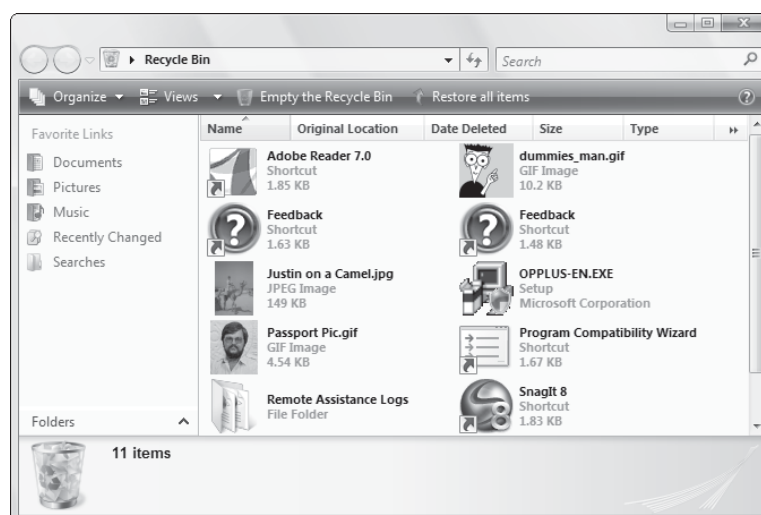 Recycle Bin
Search
Organize Views Empty the Recycle Bin Restore all items
Favorite Links
Documents
Pictures
Music
Recently Changed
Searches
Folders
Name Original Location Date Deleted Size Type
Adobe Reader 7.0
Shortcut
1.85 KB
dummies_man.gif
GIF Image
10.2 KB
Feedback
Shortcut
1.63 KB
Feedback
Shortcut
1.48 KB
Justin on a Camel.jpg
JPEG Image
149 KB
OPPLUS-EN.EXE
Setup
Microsoft Corporation
Passport Pic.gif
GIF Image
4.54 KB
Program Compatibility Wizard
Shortcut
1.67 KB
Remote Assistance Logs
File Folder
SnagIt 8
Shortcut
1.83 KB
8
11 items